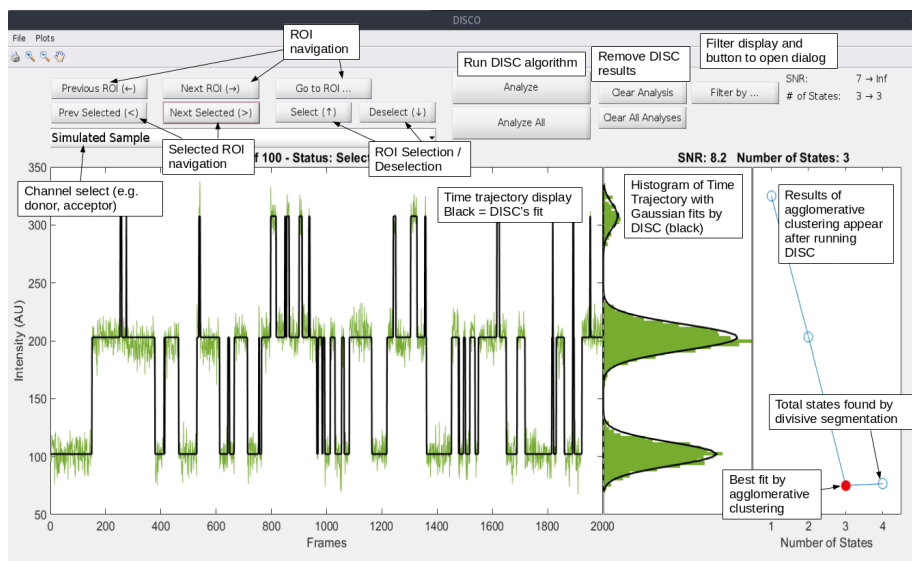 DISCO
File Plots
ROI
navigation
Previous ROI (←)
Next ROI (→)
Go to ROI ...
Prev Selected (<)
Next Selected (>)
Select (↑)
Deselect (↓)
Run DISC algorithm
Analyze
Analyze All
Remove DISC
results
Clear Analysis
Clear All Analyses
Filter display and
button to open dialog
Filter by ...
SNR: 7 → Inf
# of States: 3 → 3
Simulated Sample
Selected ROI
navigation
ROI Selection /
Deselection
Channel select (e.g.
donor, acceptor)
of 100 - Status: Selec
SNR: 8.2 Number of States: 3
Time trajectory display
Black = DISC's fit
Histogram of Time
Trajectory with
Gaussian fits by
DISC (black)
Results of
agglomerative
clustering appear
after running
DISC
Total states found by
divisive segmentation
Best fit by
agglomerative
clustering
Intensity (AU)
350
300
250
200
150
100
50
0 200 400 600 800 1000 1200 1400 1600 1800 2000
Frames
1 2 3 4
Number of States